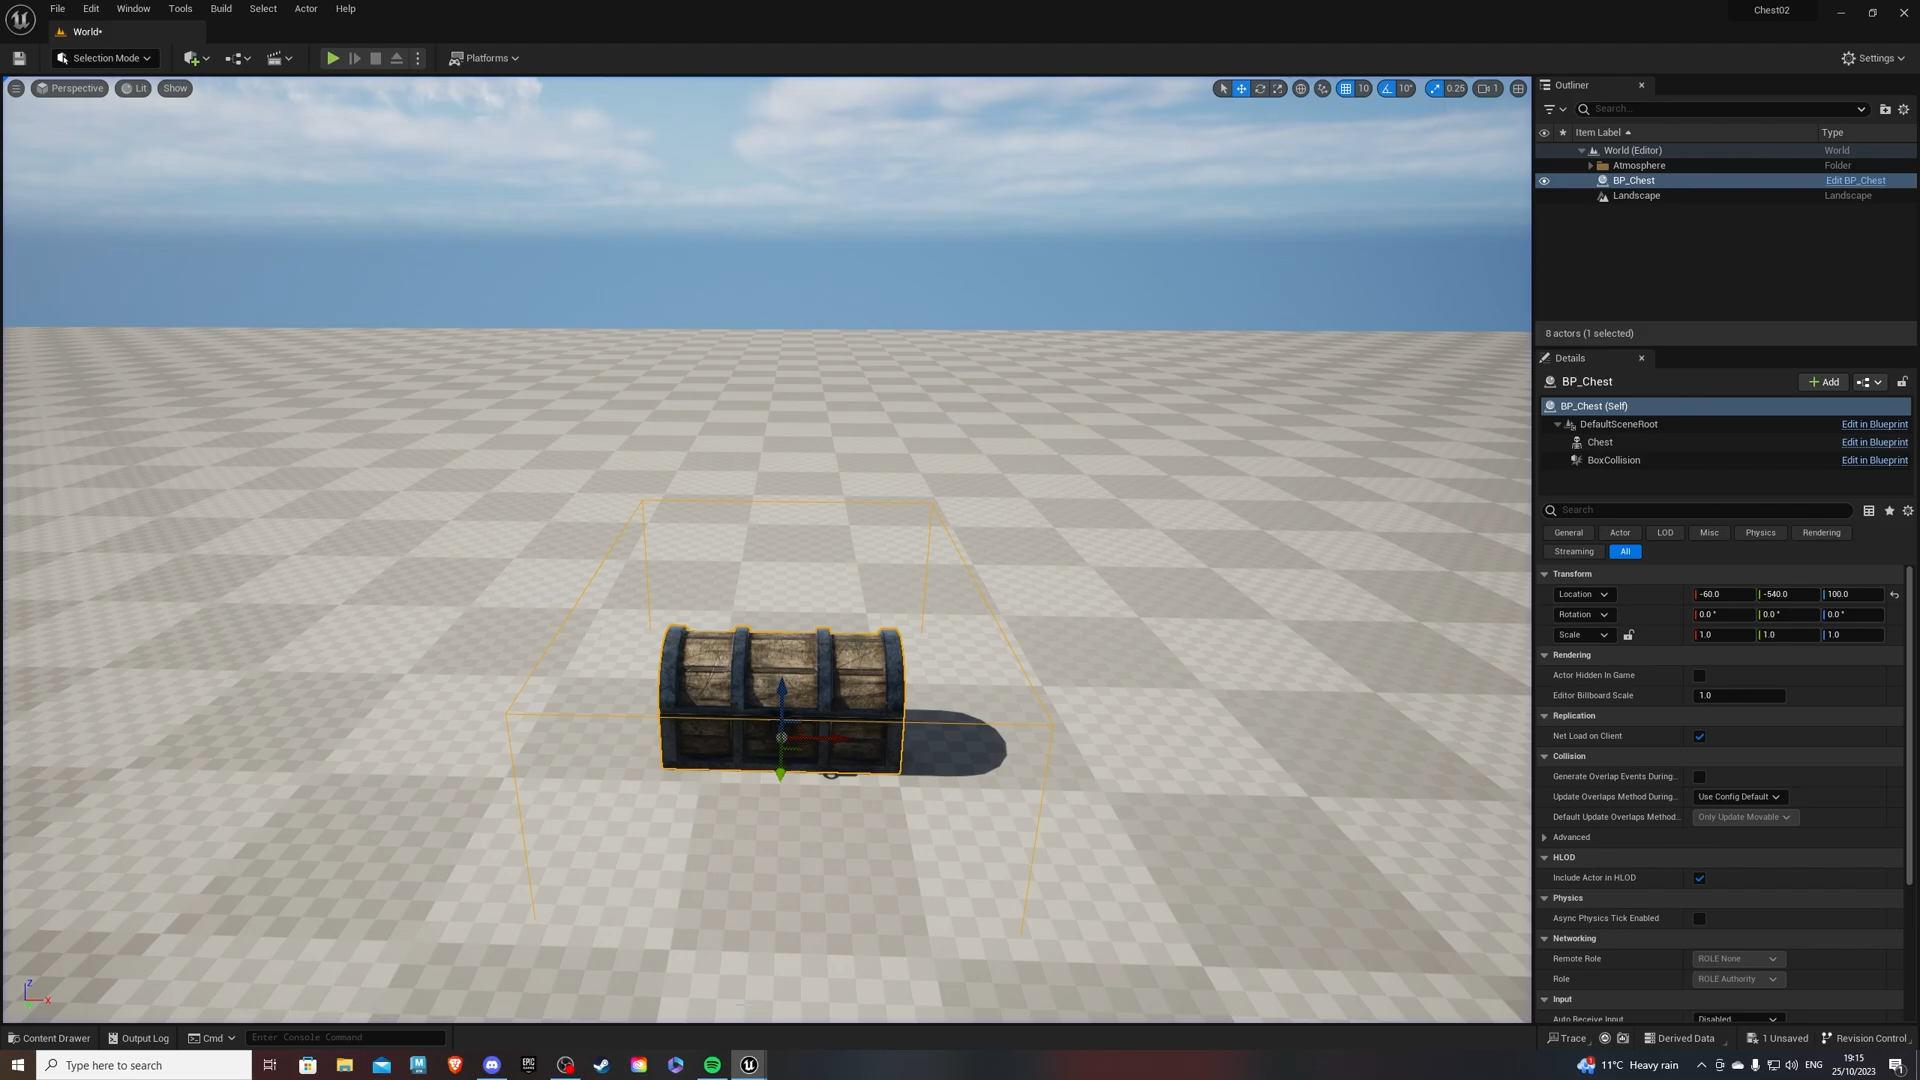 File Edit Window Tools Build Select Actor Help
Chest02
World•
Selection Mode
Platforms
Settings
Perspective Lit Show
10 10° 0.25 1
Outliner
Search...
Item Label Type
World (Editor) World
Atmosphere Folder
BP_Chest Edit BP_Chest
Landscape Landscape
8 actors (1 selected)
Details
BP_Chest
Add
BP_Chest (Self)
DefaultSceneRoot Edit in Blueprint
Chest Edit in Blueprint
BoxCollision Edit in Blueprint
Search
General Actor LOD Misc Physics Rendering
Streaming All
Transform
Location -60.0 -540.0 100.0
Rotation 0.0 ° 0.0 ° 0.0 °
Scale 1.0 1.0 1.0
Rendering
Actor Hidden In Game
Editor Billboard Scale 1.0
Replication
Net Load on Client
Collision
Generate Overlap Events During...
Update Overlaps Method During... Use Config Default
Default Update Overlaps Method... Only Update Movable
Advanced
HLOD
Include Actor in HLOD
Physics
Async Physics Tick Enabled
Networking
Remote Role ROLE None
Role ROLE Authority
Input
Auto Receive Input Disabled
Z
X
Content Drawer Output Log Cmd Enter Console Command
Trace Derived Data 1 Unsaved Revision Control
Type here to search
11°C Heavy rain
ENG
19:15
25/10/2023